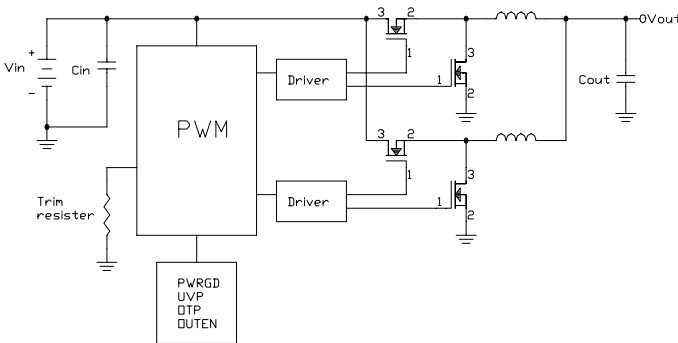 3 2
OVout
1
3
+
Vin
-
Cin
Driver
1
2
Cout
PWM
3 2
1
3
Trim
resister
Driver
1
2
PWRGD
UVP
OTP
OUTEN